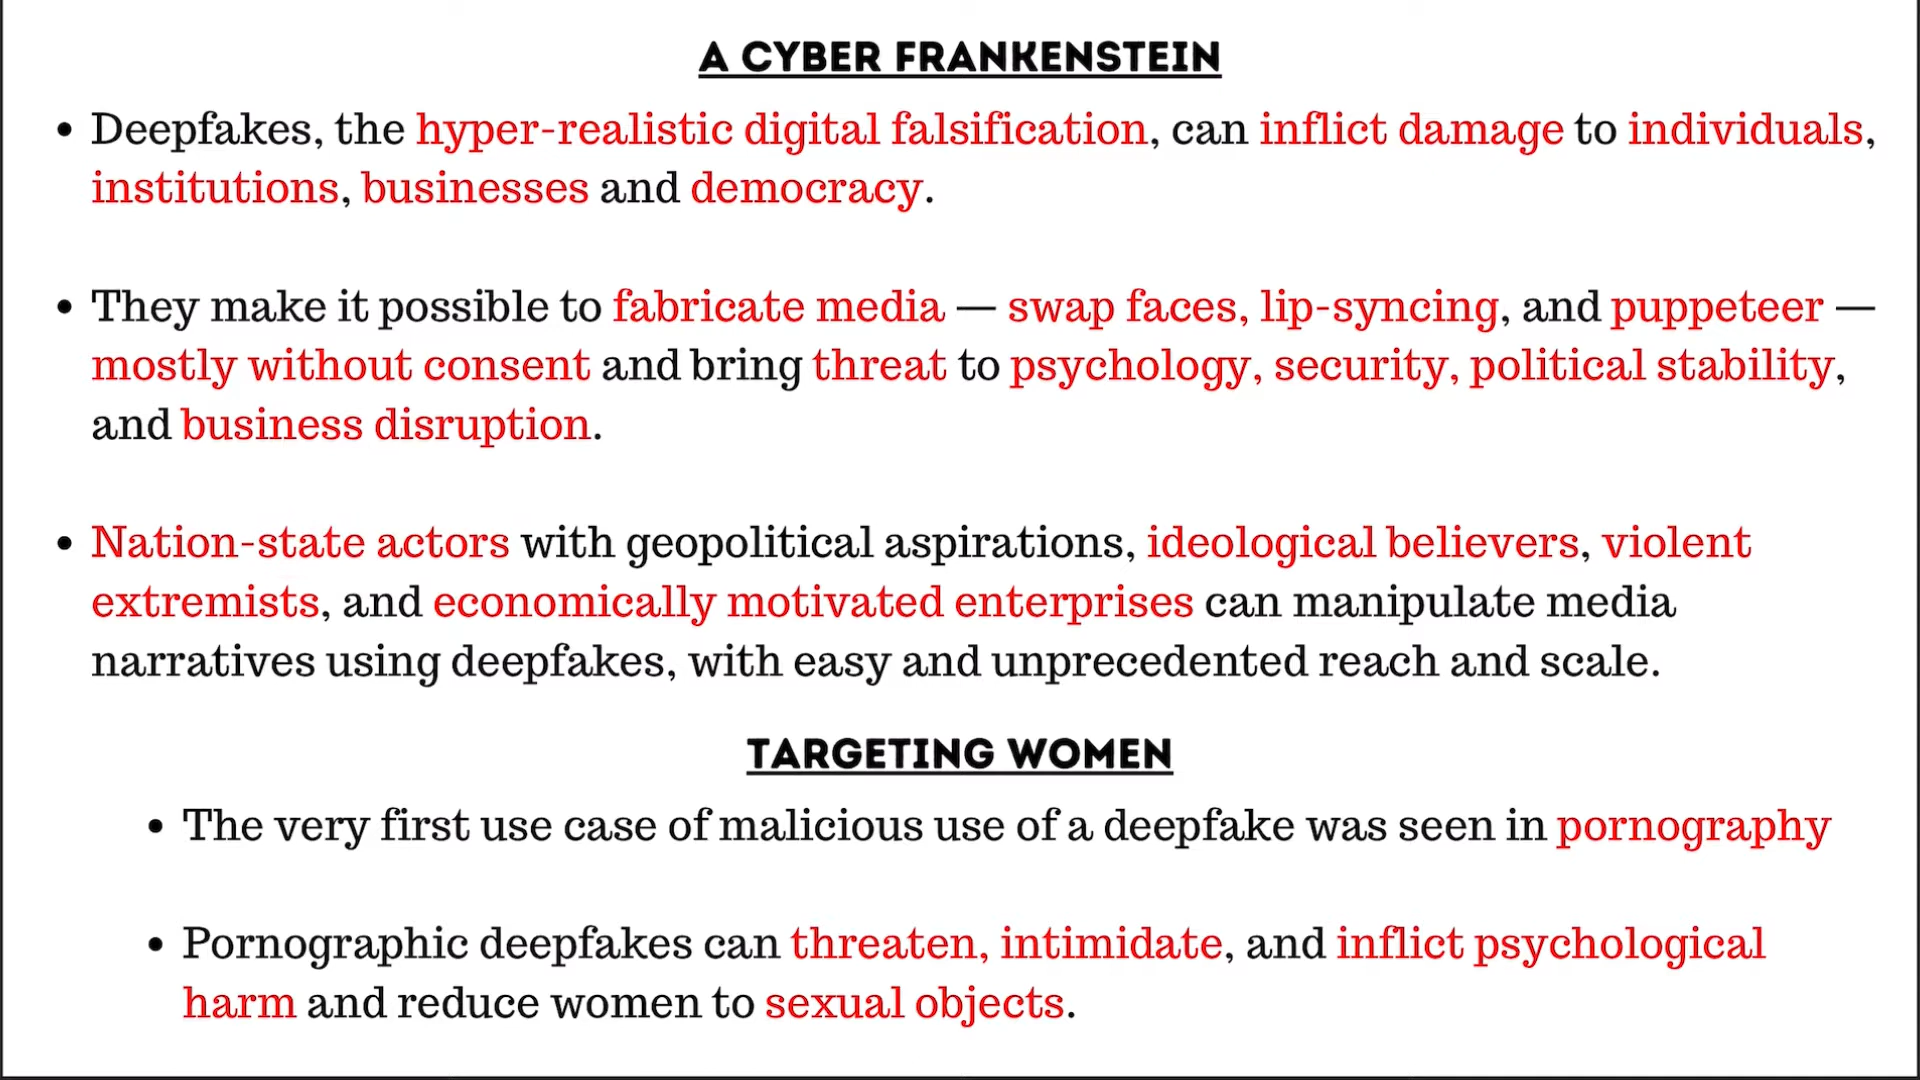 A CYBER FRANKENSTEIN
• Deepfakes, the hyper-realistic digital falsification, can inflict damage to individuals,
institutions, businesses and democracy.
• They make it possible to fabricate media — swap faces, lip-syncing, and puppeteer —
mostly without consent and bring threat to psychology, security, political stability,
and business disruption.
• Nation-state actors with geopolitical aspirations, ideological believers, violent
extremists, and economically motivated enterprises can manipulate media
narratives using deepfakes, with easy and unprecedented reach and scale.
TARGETING WOMEN
• The very first use case of malicious use of a deepfake was seen in pornography
• Pornographic deepfakes can threaten, intimidate, and inflict psychological
harm and reduce women to sexual objects.